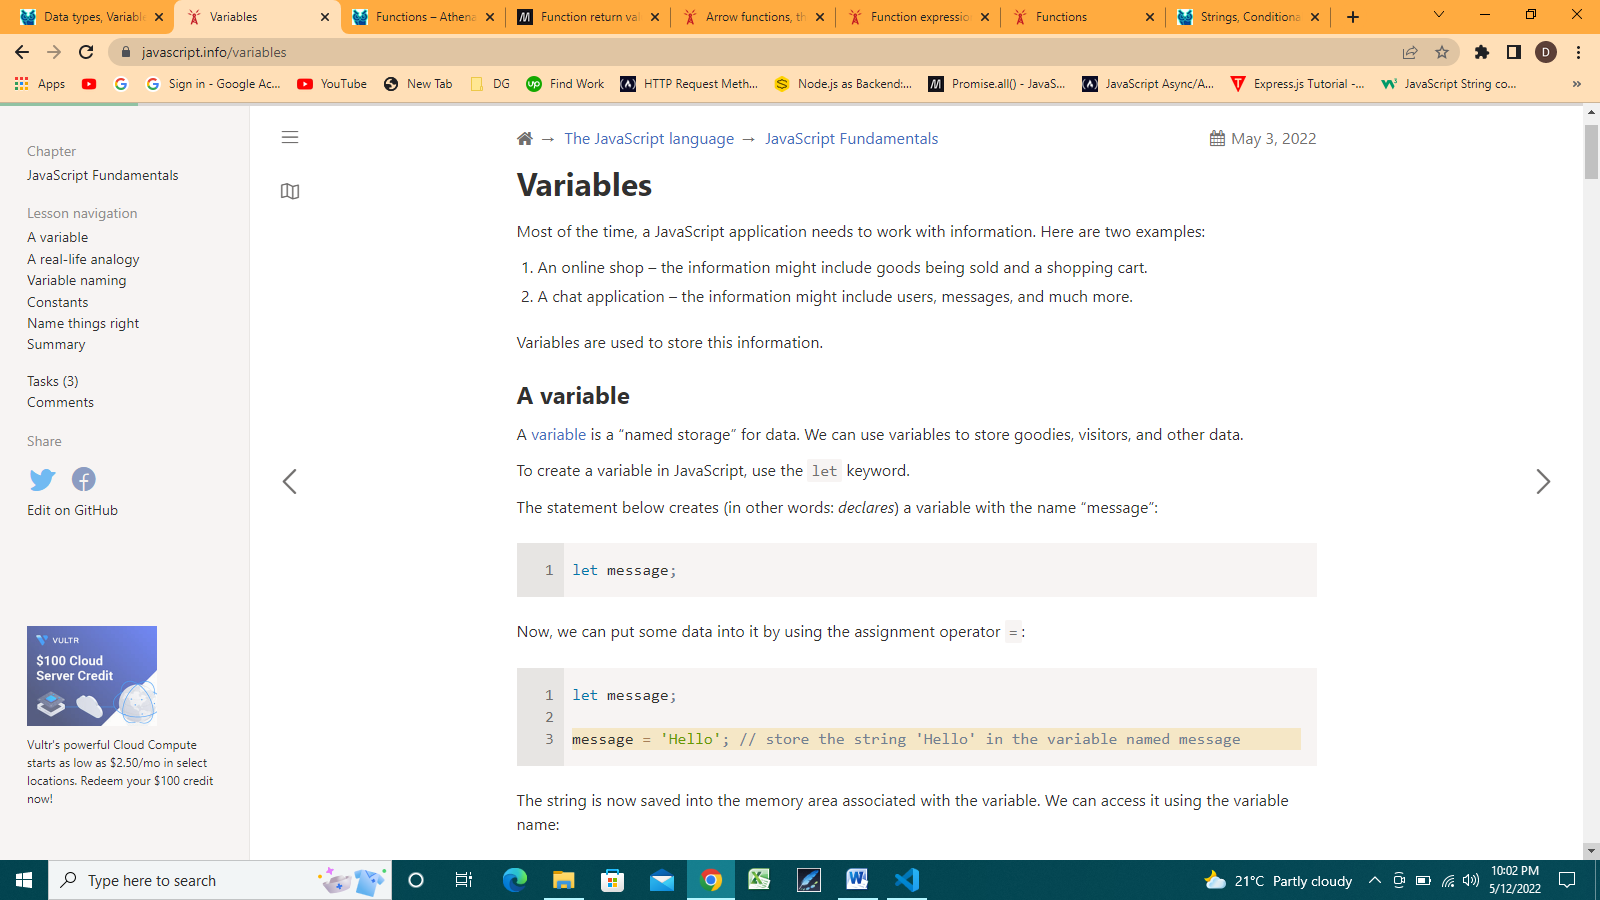 Data types, Variable
Variables
Functions – Athena
Function return val
Arrow functions, th
Function expression
Functions
Strings, Conditiona
javascript.info/variables
D
Apps
Sign in - Google Ac...
YouTube
New Tab
DG
up Find Work
HTTP Request Meth...
Node.js as Backend:...
Promise.all() - JavaS...
JavaScript Async/A...
Express.js Tutorial -...
JavaScript String co...
»
Chapter
JavaScript Fundamentals
Lesson navigation
A variable
A real-life analogy
Variable naming
Constants
Name things right
Summary
Tasks (3)
Comments
Share
Edit on GitHub
VULTR
$100 Cloud
Server Credit
Vultr's powerful Cloud Compute
starts as low as $2.50/mo in select
locations. Redeem your $100 credit
now!
→ The JavaScript language → JavaScript Fundamentals
May 3, 2022
Variables
Most of the time, a JavaScript application needs to work with information. Here are two examples:
1. An online shop – the information might include goods being sold and a shopping cart.
2. A chat application – the information might include users, messages, and much more.
Variables are used to store this information.
A variable
A variable is a “named storage” for data. We can use variables to store goodies, visitors, and other data.
To create a variable in JavaScript, use the let keyword.
The statement below creates (in other words: declares) a variable with the name “message”:
1 let message;
Now, we can put some data into it by using the assignment operator = :
1 let message;
2
3 message = 'Hello'; // store the string 'Hello' in the variable named message
The string is now saved into the memory area associated with the variable. We can access it using the variable
name:
Type here to search
21°C Partly cloudy
10:02 PM
5/12/2022